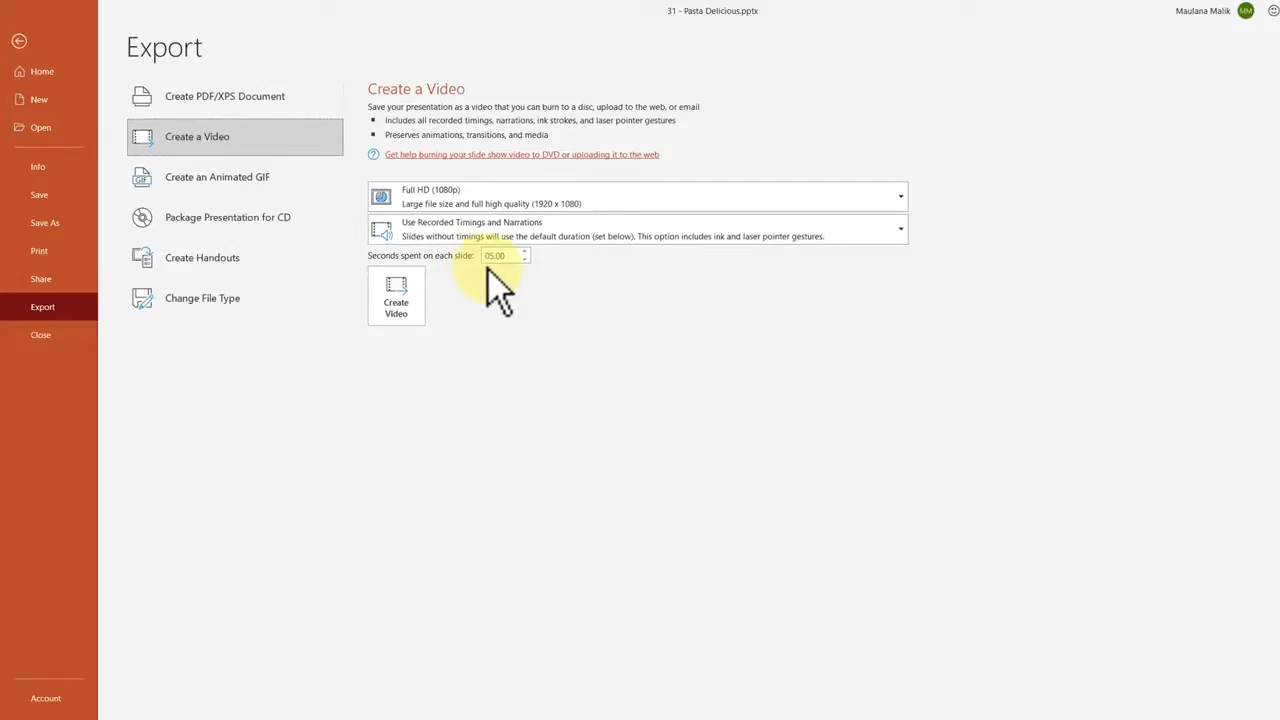 31 - Pasta Delicious.pptx
Maulana Malik
MM
Export
Home
New
Open
Info
Save
Save As
Print
Share
Export
Close
Account
Create PDF/XPS Document
Create a Video
Create an Animated GIF
GIF
Package Presentation for CD
Create Handouts
Change File Type
Create a Video
Save your presentation as a video that you can burn to a disc, upload to the web, or email
Includes all recorded timings, narrations, ink strokes, and laser pointer gestures
Preserves animations, transitions, and media
Get help burning your slide show video to DVD or uploading it to the web
Full HD (1080p)
Large file size and full high quality (1920 x 1080)
Use Recorded Timings and Narrations
Slides without timings will use the default duration (set below). This option includes ink and laser pointer gestures.
Seconds spent on each slide: 05.00
Create
Video